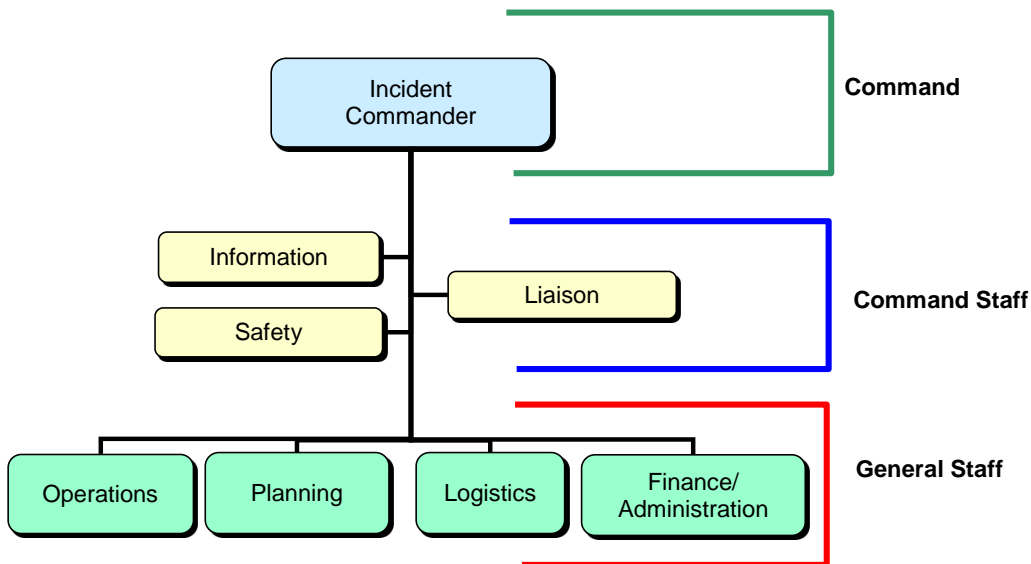 Incident
Commander
Command
Information
Liaison
Safety
Command Staff
Operations
Planning
Logistics
Finance/
Administration
General Staff